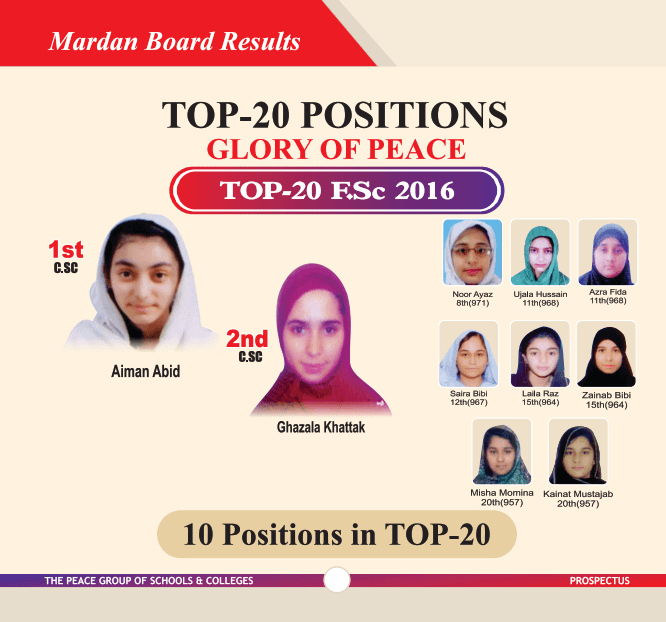 Mardan Board Results
TOP-20 POSITIONS
GLORY OF PEACE
TOP-20 F.Sc 2016
1st
C.SC
Aiman Abid
2nd
C.SC
Ghazala Khattak
Noor Ayaz
8th(971)
Ujala Hussain
11th(968)
Azra Fida
11th(968)
Saira Bibi
12th(967)
Laila Raz
15th(964)
Zainab Bibi
15th(964)
Misha Momina
20th(957)
Kainat Mustajab
20th(957)
10 Positions in TOP-20
THE PEACE GROUP OF SCHOOLS & COLLEGES
PROSPECTUS